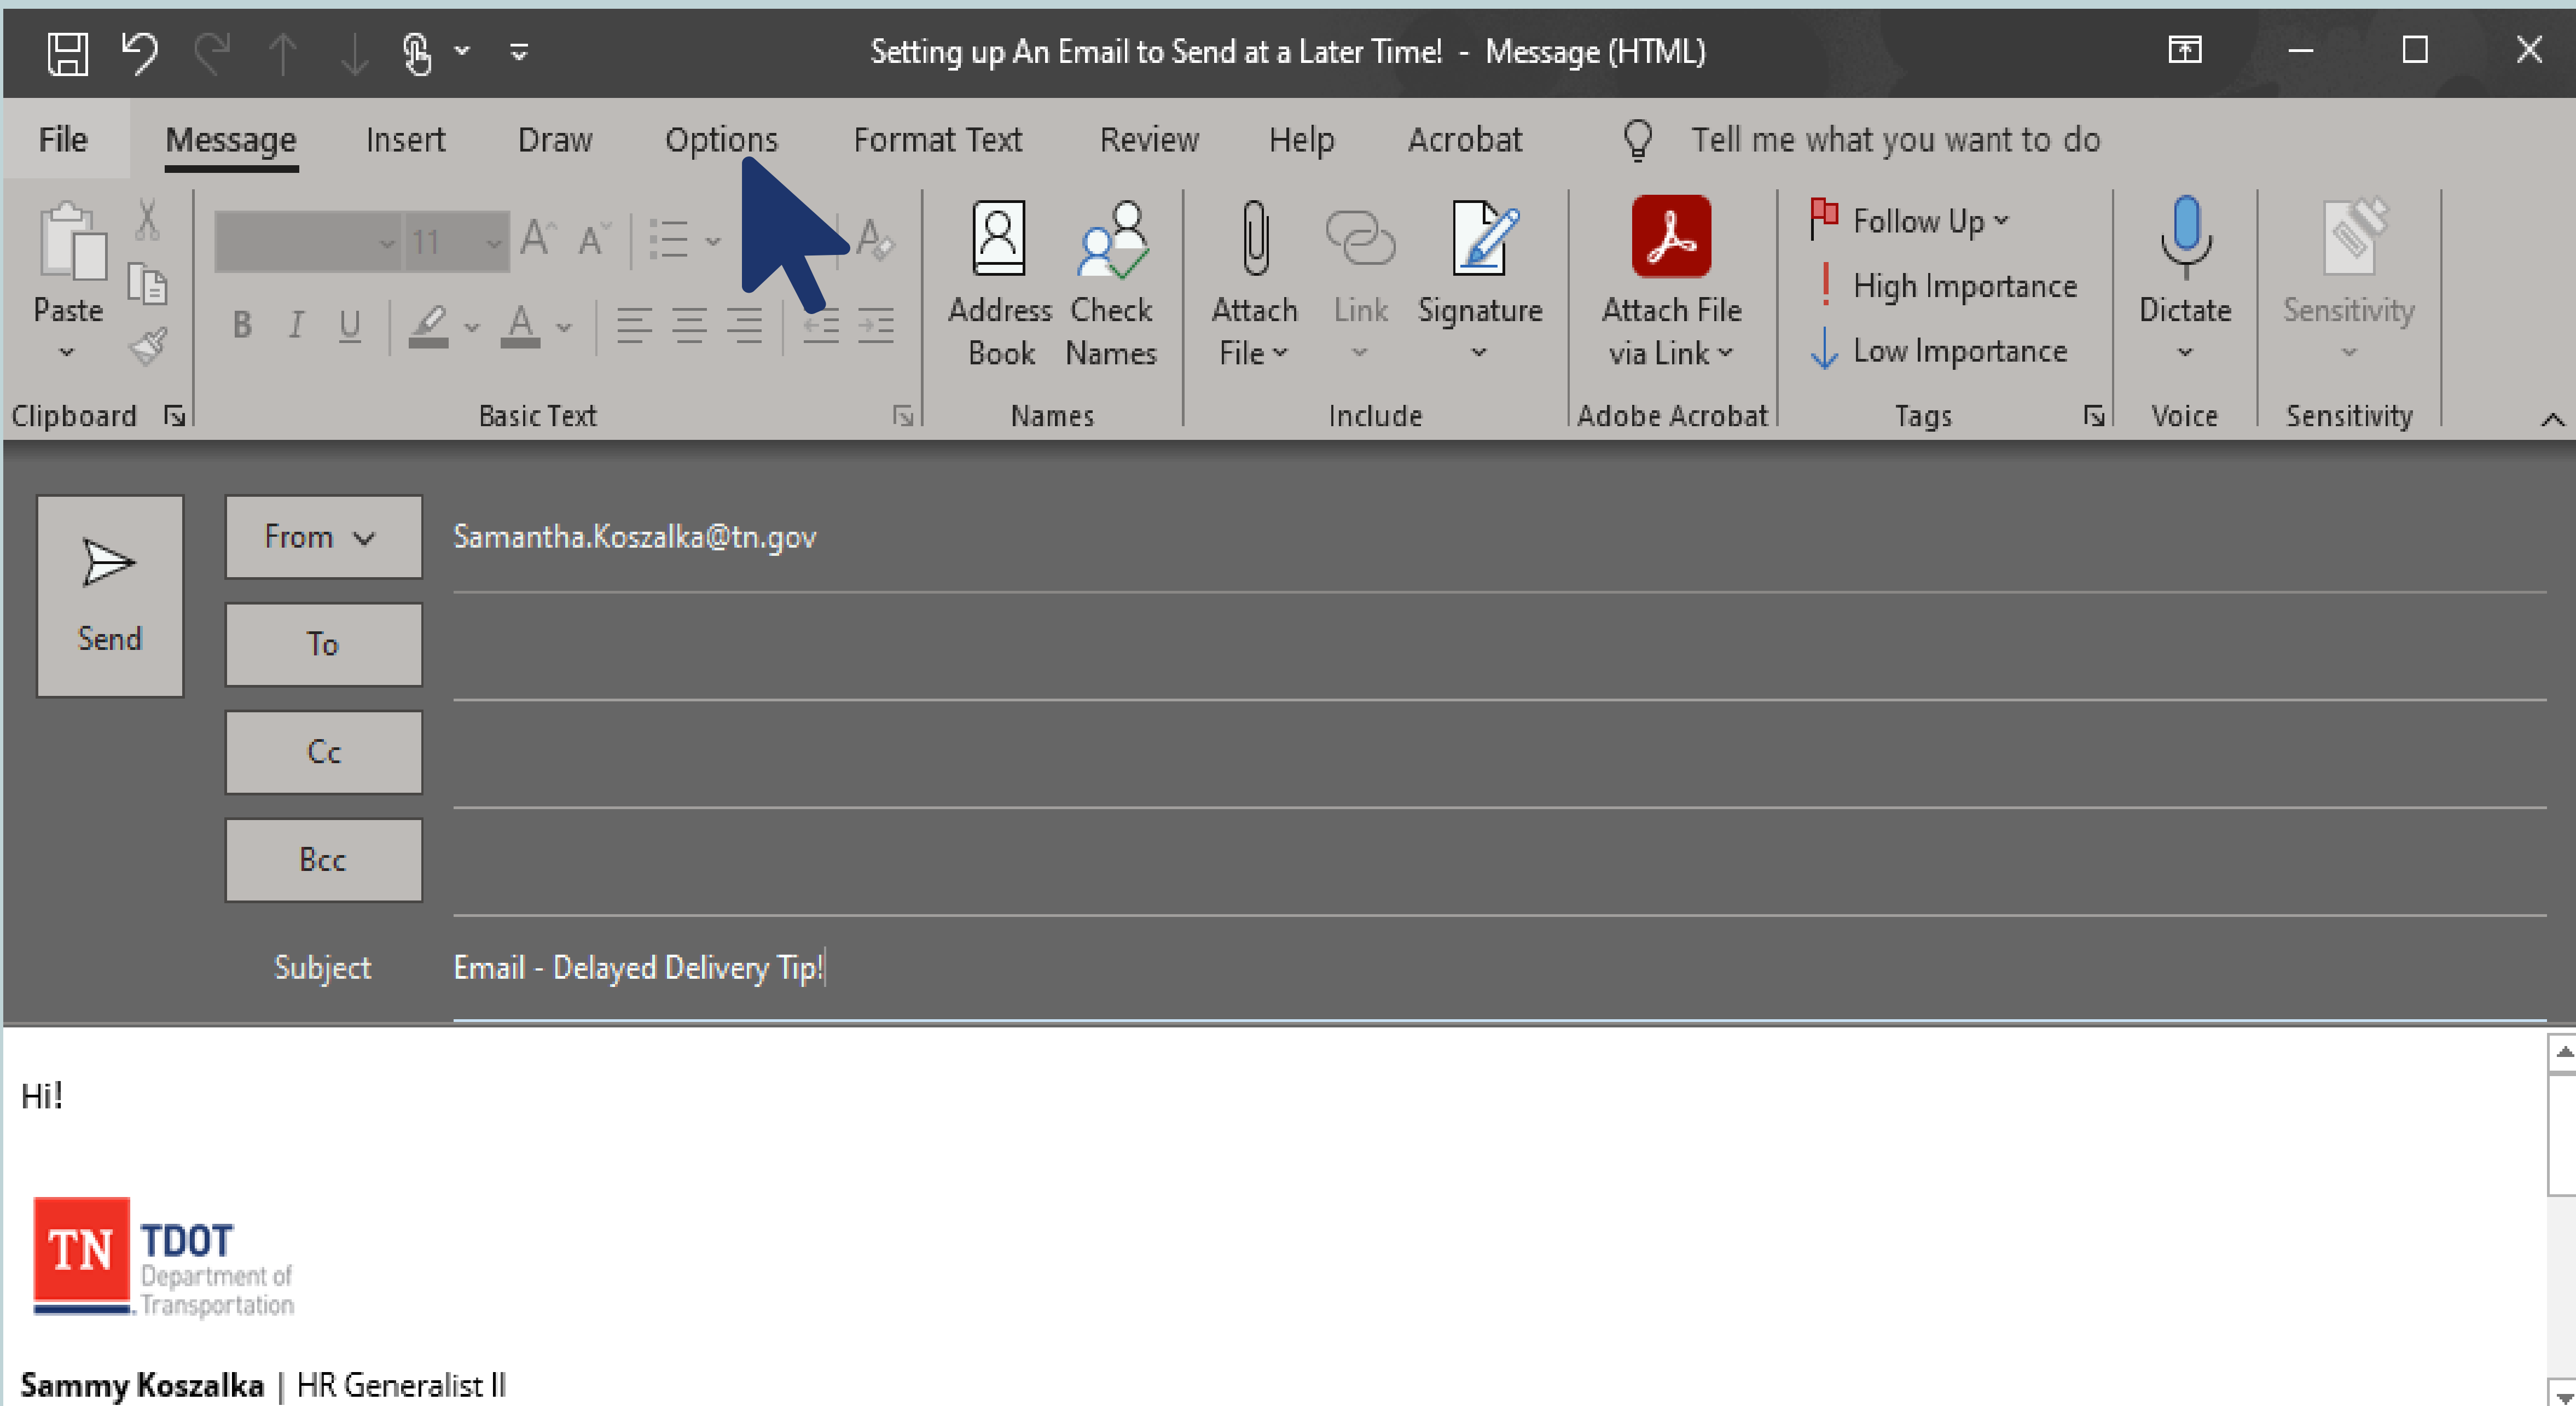 Setting up An Email to Send at a Later Time! - Message (HTML)
File Message Insert Draw Options Format Text Review Help Acrobat Tell me what you want to do
Paste
11
A A
A
B I U A
Clipboard
Basic Text
Address Book
Check Names
Names
Attach File
Link
Signature
Include
Attach File via Link
Adobe Acrobat
Follow Up
High Importance
Low Importance
Tags
Dictate
Voice
Sensitivity
Sensitivity
Send
From Samantha.Koszalka@tn.gov
To
Cc
Bcc
Subject Email - Delayed Delivery Tip!
Hi!
TN
TDOT
Department of
Transportation
Sammy Koszalka | HR Generalist II